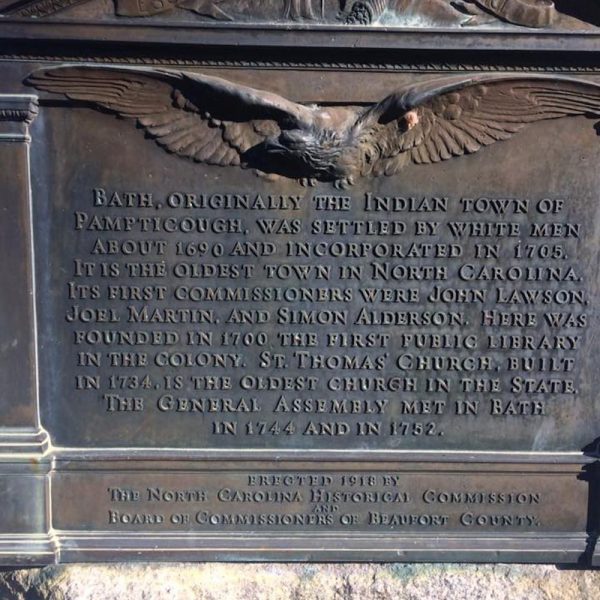 BATH, ORIGINALLY THE INDIAN TOWN OF
PAMPTICOUGH, WAS SETTLED BY WHITE MEN
ABOUT 1690 AND INCORPORATED IN 1705.
IT IS THE OLDEST TOWN IN NORTH CAROLINA.
ITS FIRST COMMISSIONERS WERE JOHN LAWSON,
JOEL MARTIN, AND SIMON ALDERSON. HERE WAS
FOUNDED IN 1700 THE FIRST PUBLIC LIBRARY
IN THE COLONY. ST. THOMAS' CHURCH, BUILT
IN 1734, IS THE OLDEST CHURCH IN THE STATE.
THE GENERAL ASSEMBLY MET IN BATH
IN 1744 AND IN 1752.
ERECTED 1918 BY
THE NORTH CAROLINA HISTORICAL COMMISSION
AND
BOARD OF COMMISSIONERS OF BEAUFORT COUNTY.